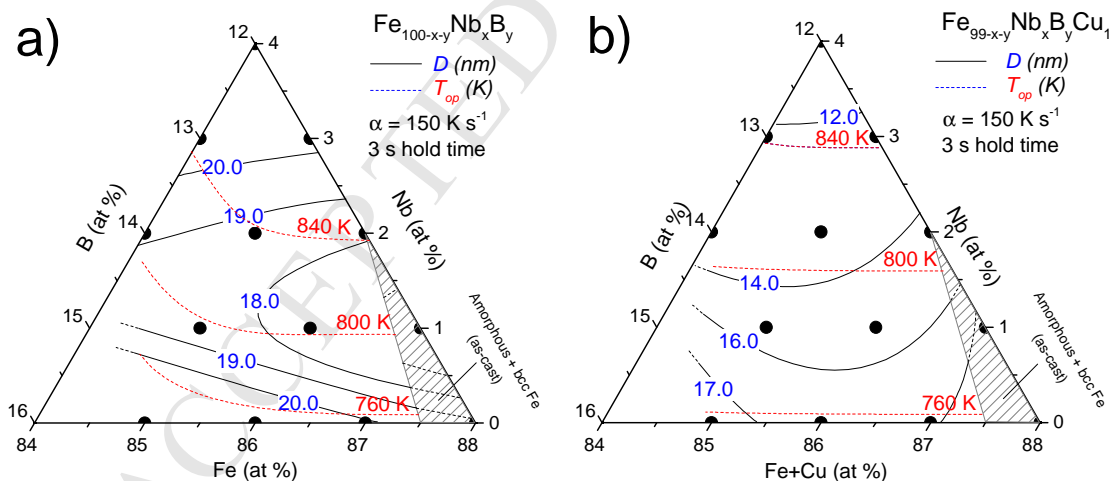 a)
Fe100-x-yNbxBy
D (nm)
Top (K)
α = 150 K s-1
3 s hold time
12
4
13
3
20.0
B (at %)
14
19.0
840 K
2
Nb (at %)
15
18.0
800 K
1
19.0
Amorphous + bcc Fe
(as-cast)
16
20.0
760 K
0
84
85
86
87
88
Fe (at %)
ACCEPTED
b)
Fe99-x-yNbxByCu1
D (nm)
Top (K)
α = 150 K s-1
3 s hold time
12
4
12.0
13
3
840 K
B (at %)
14
2
Nb (at %)
800 K
14.0
15
1
16.0
Amorphous + bcc Fe
(as-cast)
17.0
16
760 K
0
84
85
86
87
88
Fe+Cu (at %)